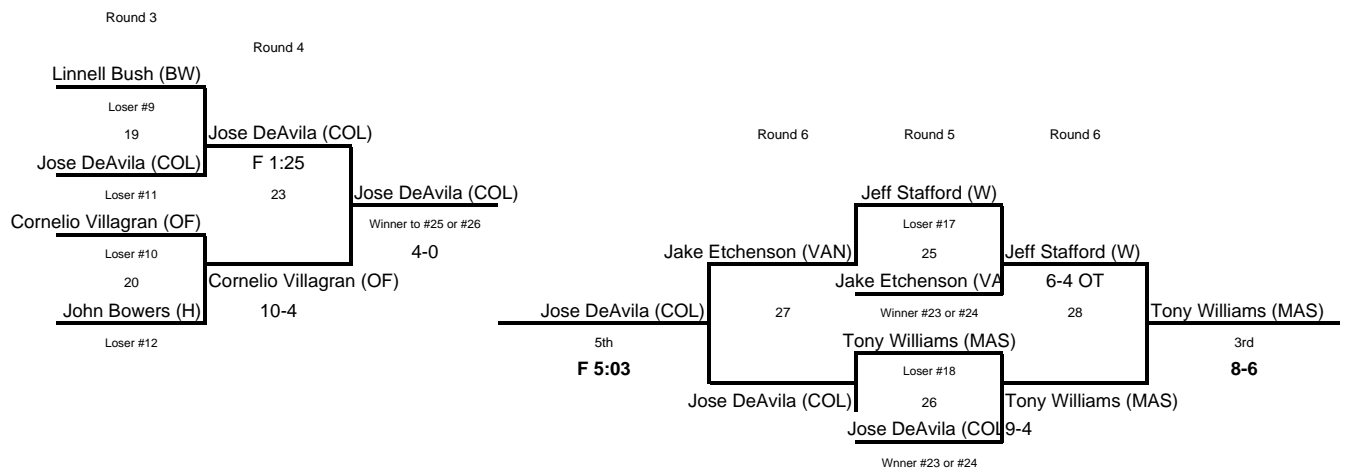 Round 3
Round 4
Linnell Bush (BW)
Loser #9
19
Jose DeAvila (COL)
Jose DeAvila (COL)
F 1:25
Loser #11
23
Jose DeAvila (COL)
Cornelio Villagran (OF)
Winner to #25 or #26
Loser #10
4-0
20
Cornelio Villagran (OF)
John Bowers (H)
10-4
Loser #12
Round 6
Round 5
Round 6
Jeff Stafford (W)
Loser #17
Jake Etchenson (VAN)
25
Jeff Stafford (W)
Jake Etchenson (VA
6-4 OT
Jose DeAvila (COL)
27
Winner #23 or #24
28
Tony Williams (MAS)
5th
Tony Williams (MAS)
3rd
F 5:03
Loser #18
8-6
Jose DeAvila (COL)
26
Tony Williams (MAS)
Jose DeAvila (COL
9-4
Wnner #23 or #24